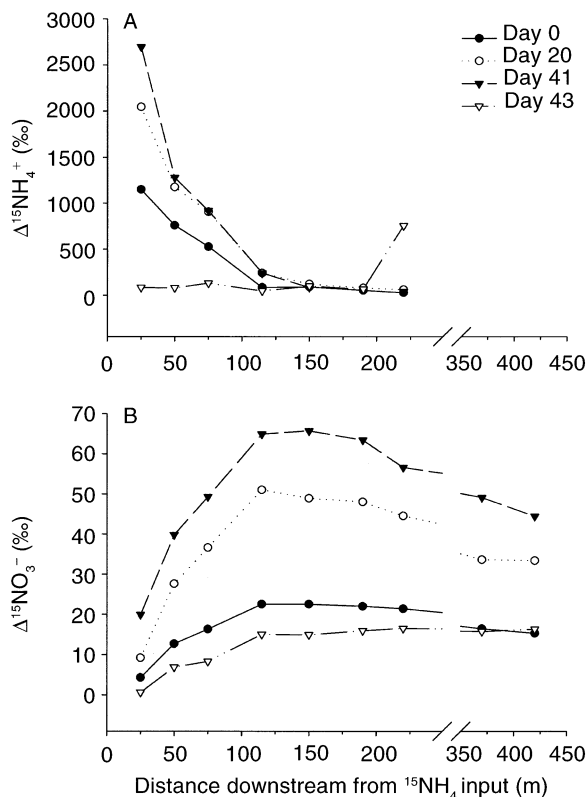 A
Day 0
Day 20
Day 41
Day 43
3000
2500
2000
1500
1000
500
0
Δ¹⁵NH₄⁺ (‰)
0 50 100 150 200 350 400 450
B
70
60
50
40
30
20
10
0
Δ¹⁵NO₃⁻ (‰)
0 50 100 150 200 350 400 450
Distance downstream from ¹⁵NH₄ input (m)